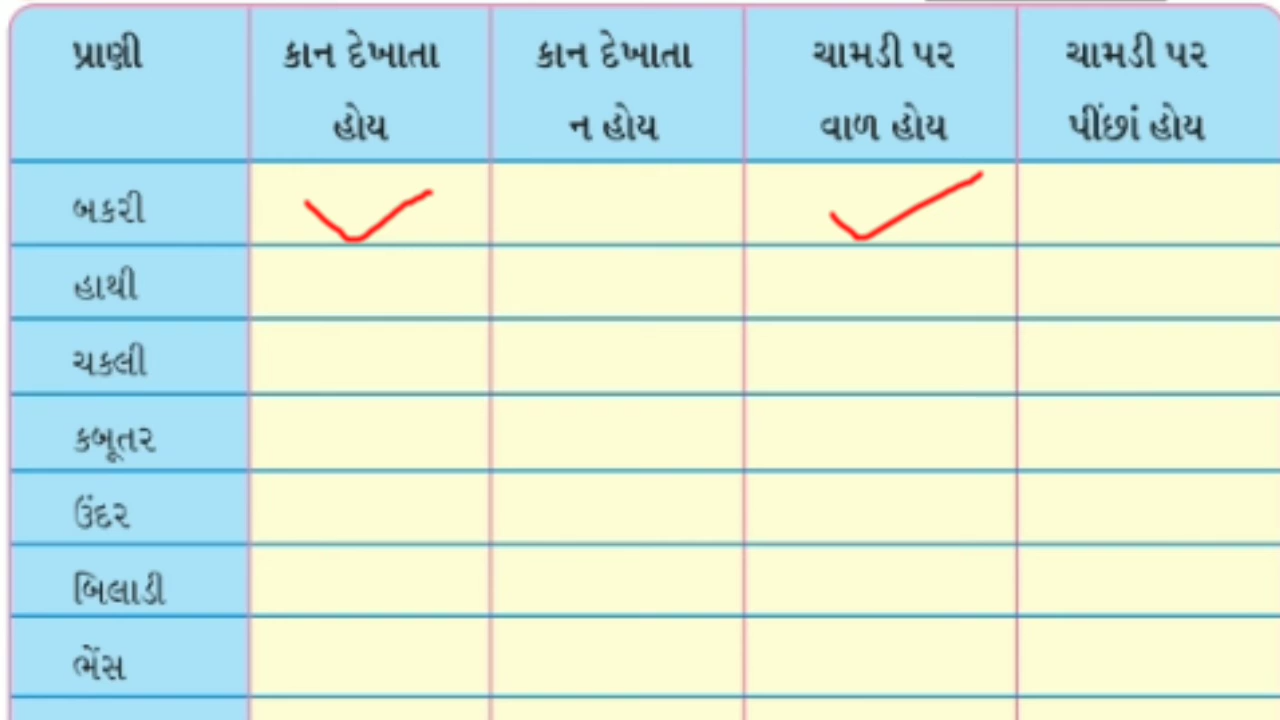 પ્રાણી કાન દેખાતા કાન દેખાતા ચામડી પર ચામડી પર
હોય ન હોય વાળ હોય પીંછાં હોય
બકરી
હાથી
ચકલી
કબૂતર
ઉંદર
બિલાડી
ભેંસ